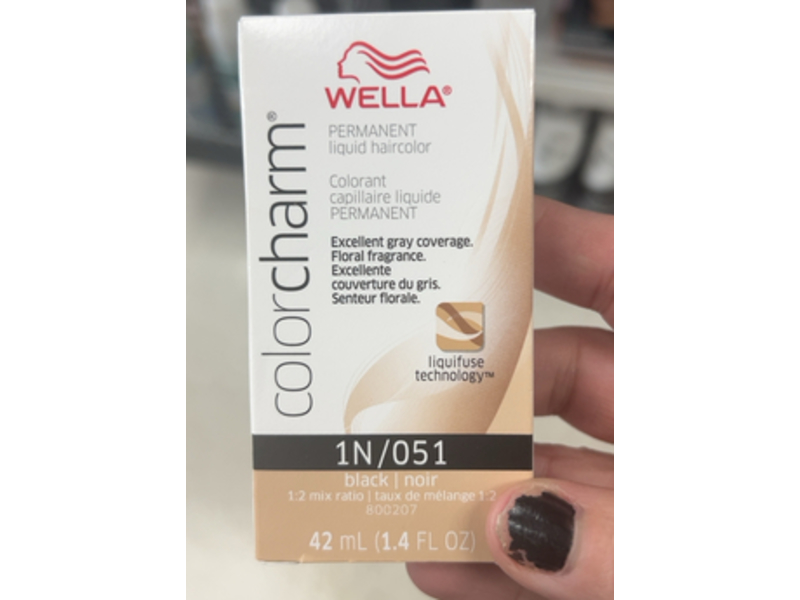 WELLA®
PERMANENT
liquid haircolor
Colorant
capillaire liquide
PERMANENT
Excellent gray coverage.
Floral fragrance.
Excellente
couverture du gris.
Senteur florale.
colorcharm®
liquifuse
technology™
1N/051
black | noir
1:2 mix ratio | taux de mélange 1:2
800207
42 mL (1.4 FL OZ)